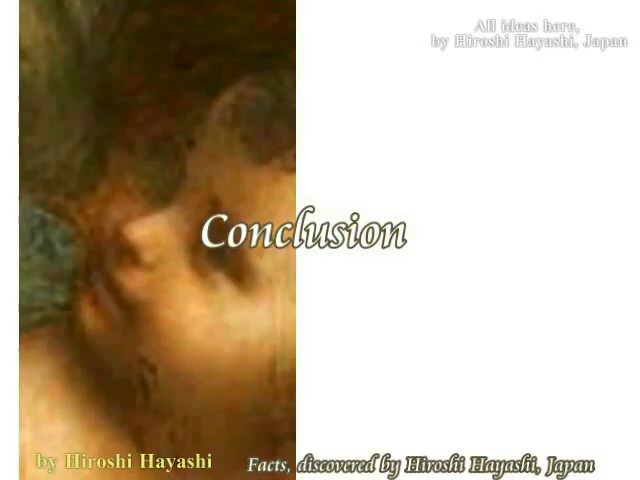 All ideas here,
by Hiroshi Hayashi, Japan
Conclusion
by Hiroshi Hayashi
Facts, discovered by Hiroshi Hayashi, Japan